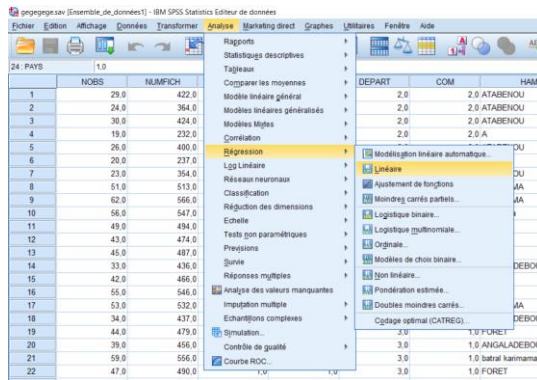 gegegege.sav [Ensemble_de_données1] - IBM SPSS Statistics Editeur de données
Fichier Edition Affichage Données Transformer Analyse Marketing direct Graphes Utilitaires Fenêtre Aide
24 : PAYS 1,0
NOBS NUMFICH DEPART COM HAM
1 29,0 422,0 2,0 2,0 ATABENOU
2 24,0 364,0 2,0 2,0 ATABENOU
3 30,0 424,0 2,0 2,0 ATABENOU
4 19,0 232,0 2,0 2,0 A
5 26,0 400,0
6 20,0 237,0
7 23,0 354,0
8 51,0 513,0
9 62,0 566,0
10 56,0 547,0
11 49,0 494,0
12 43,0 474,0
13 45,0 487,0
14 33,0 436,0
15 42,0 466,0
16 55,0 546,0
17 53,0 532,0
18 34,0 437,0
19 44,0 479,0 3,0 1,0 FORET
20 39,0 456,0 3,0 1,0 ANGALADEBOU
21 59,0 556,0 3,0 1,0 batral karimama
22 47,0 490,0 1,0 1,0 3,0 1,0 FORET
Rapports
Statistiques descriptives
Tableaux
Comparer les moyennes
Modèle linéaire général
Modèles linéaires généralisés
Modèles Mixtes
Corrélation
Régression
Log Linéaire
Réseaux neuronaux
Classification
Réduction des dimensions
Echelle
Tests non paramétriques
Prévisions
Survie
Réponses multiples
Analyse des valeurs manquantes
Imputation multiple
Echantillons complexes
Simulation...
Contrôle de qualité
Courbe ROC...
Modélisation linéaire automatique...
Linéaire
Ajustement de fonctions
Moindres carrés partiels...
Logistique binaire...
Logistique multinomiale...
Ordinale...
Modèles de choix binaire...
Non linéaire...
Pondération estimée...
Doubles moindres carrés...
Codage optimal (CATREG)...